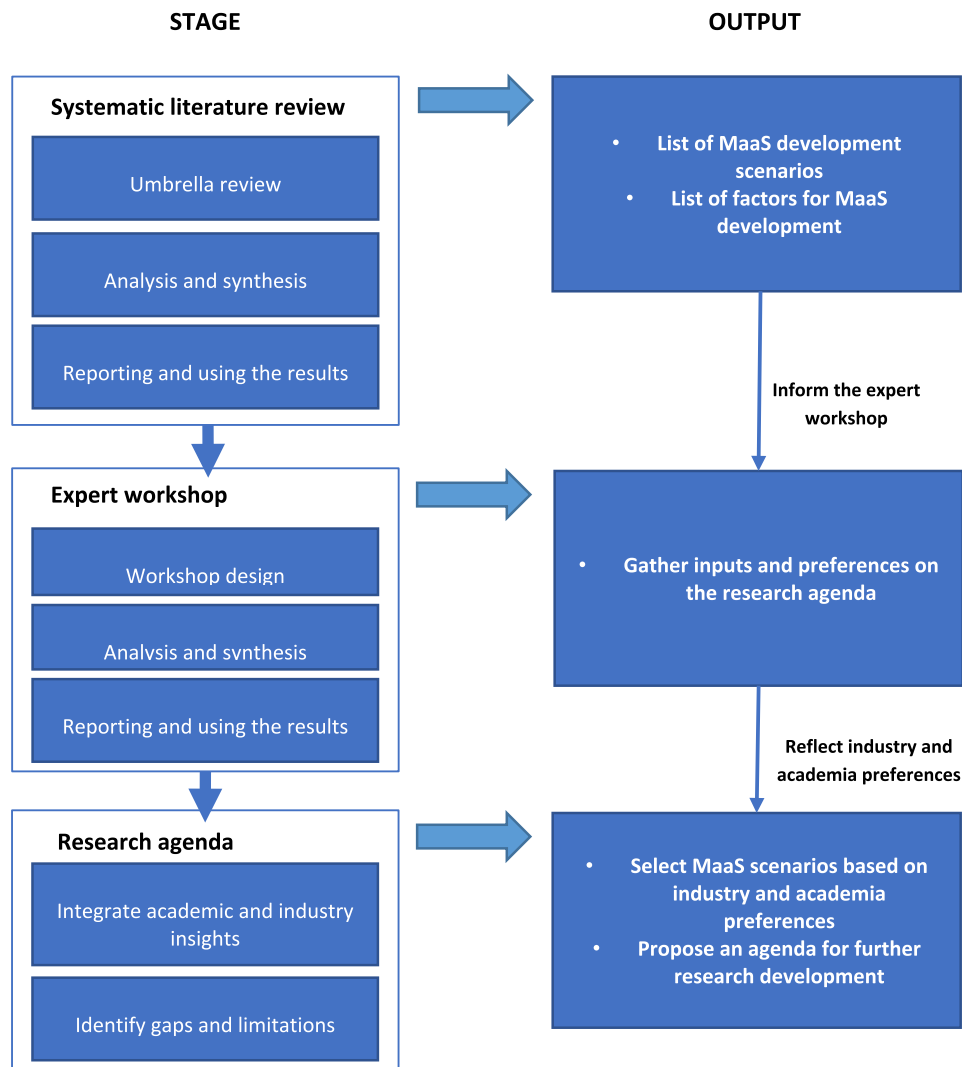 STAGE
OUTPUT
Systematic literature review
Umbrella review
Analysis and synthesis
Reporting and using the results
• List of MaaS development
scenarios
• List of factors for MaaS
development
Inform the expert
workshop
Expert workshop
Workshop design
Analysis and synthesis
Reporting and using the results
• Gather inputs and preferences on
the research agenda
Reflect industry and
academia preferences
Research agenda
Integrate academic and industry
insights
Identify gaps and limitations
• Select MaaS scenarios based on
industry and academia
preferences
• Propose an agenda for further
research development